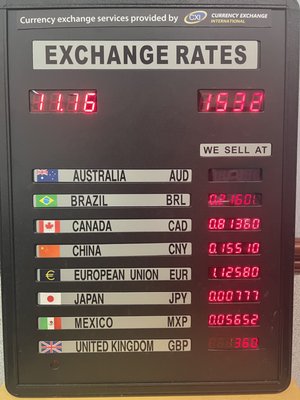 Currency exchange services provided by CXI CURRENCY EXCHANGE
INTERNATIONAL
EXCHANGE RATES
11.76 1532
WE SELL AT
AUSTRALIA AUD
BRAZIL BRL
CANADA CAD 0.81360
CHINA CNY 0.15510
EUROPEAN UNION EUR 1.12580
JAPAN JPY 0.00777
MEXICO MXP 0.05652
UNITED KINGDOM GBP